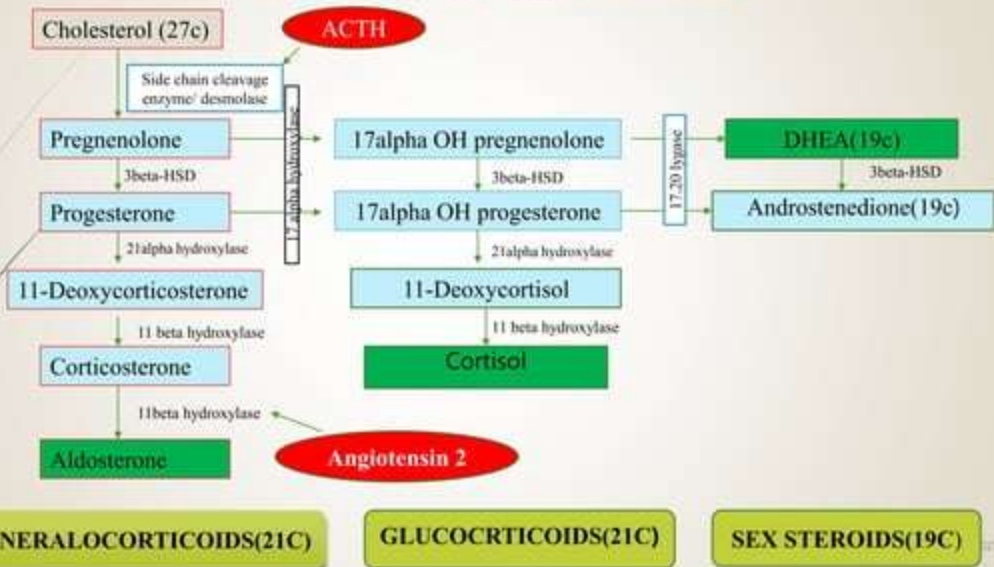 Cholesterol (27c)
ACTH
Side chain cleavage
enzyme/ desmolase
17 alpha hydroxylase
Pregnenolone
17alpha OH pregnenolone
17.20 lygase
DHEA(19c)
3beta-HSD
3beta-HSD
3beta-HSD
Progesterone
17alpha OH progesterone
Androstenedione(19c)
21alpha hydroxylase
21alpha hydroxylase
11-Deoxycorticosterone
11-Deoxycortisol
11 beta hydroxylase
11 beta hydroxylase
Corticosterone
Cortisol
11beta hydroxylase
Aldosterone
Angiotensin 2
NERALOCORTICOIDS(21C)
GLUCOCRTICOIDS(21C)
SEX STEROIDS(19C)